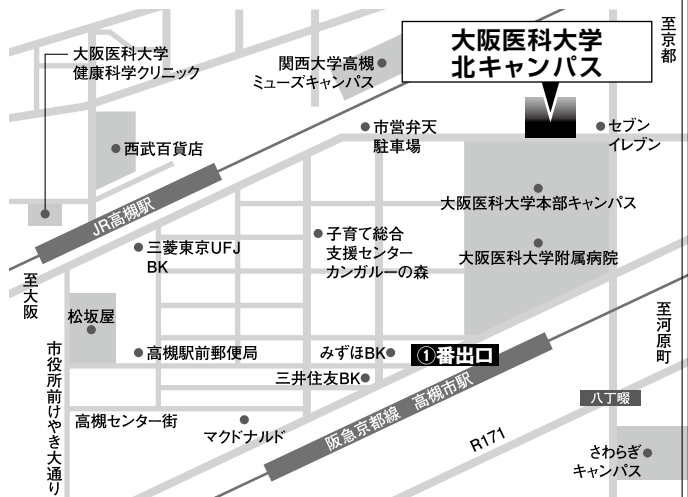 大阪医科大学
北キャンパス
至京都
大阪医科大学
健康科学クリニック
関西大学高槻
ミューズキャンパス
市営弁天
駐車場
セブン
イレブン
西武百貨店
大阪医科大学本部キャンパス
JR高槻駅
子育て総合
支援センター
カンガルーの森
三菱東京UFJ
BK
大阪医科大学附属病院
至大阪
松坂屋
至河原町
高槻駅前郵便局
みずほBK
①番出口
三井住友BK
市役所前けやき大通り
阪急京都線 高槻市駅
八丁畷
高槻センター街
マクドナルド
R171
さわらぎ
キャンパス